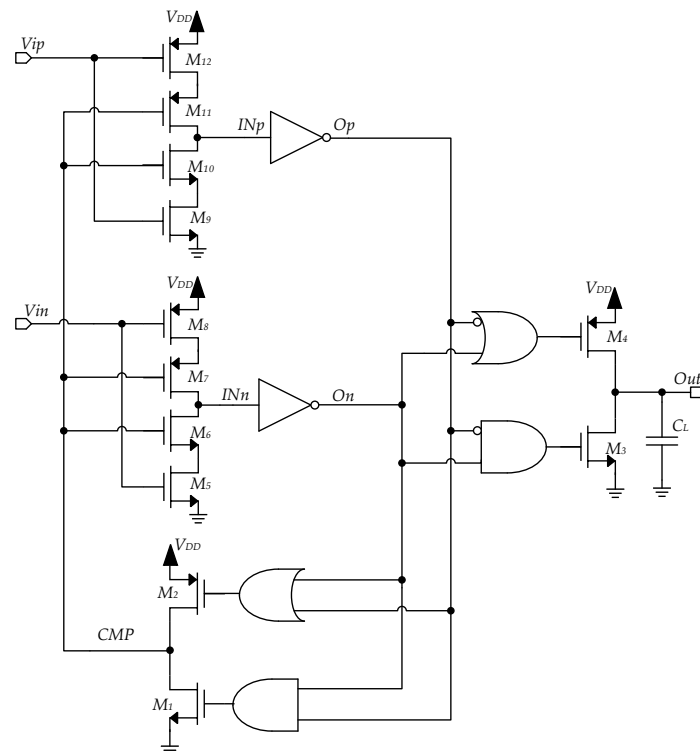 VDD
Vip
M12
M11
INp
Op
M10
M9
VDD
Vin
M8
VDD
M4
M7
INn
On
Out
M6
CL
M3
M5
VDD
M2
CMP
M1